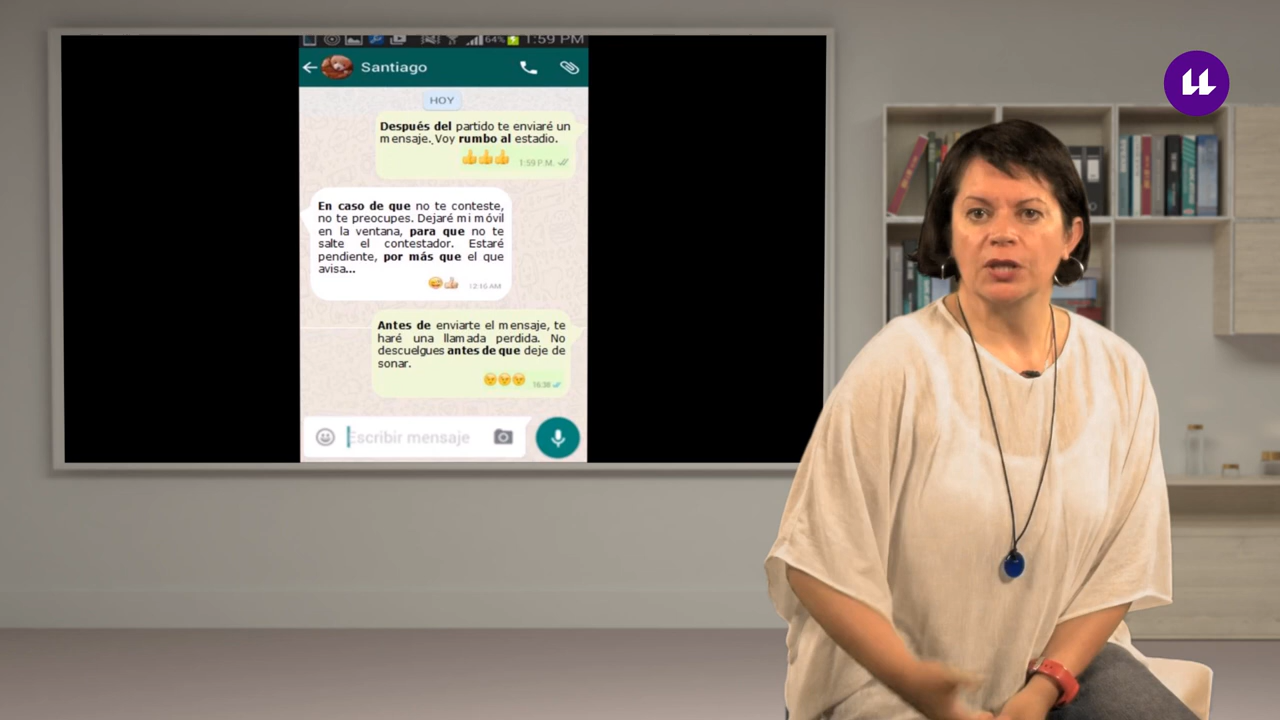 64% 1:59 PM
Santiago
HOY
Después del partido te enviaré un
mensaje. Voy rumbo al estadio.
1:59 P.M.
En caso de que no te conteste,
no te preocupes. Dejaré mi móvil
en la ventana, para que no te
salte el contestador. Estaré
pendiente, por más que el que
avisa...
12:16 AM
Antes de enviarte el mensaje, te
haré una llamada perdida. No
descuelgues antes de que deje de
sonar.
16:38
Escribir mensaje